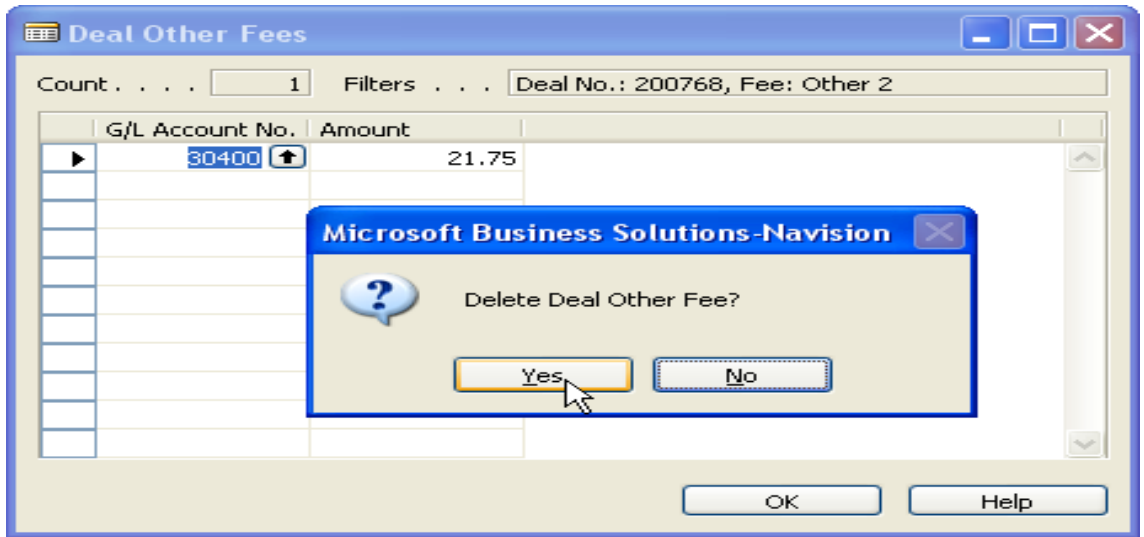 Deal Other Fees
Count . . . . 1 Filters . . . Deal No.: 200768, Fee: Other 2
G/L Account No. Amount
30400 21.75
Microsoft Business Solutions-Navision
Delete Deal Other Fee?
Yes No
OK Help